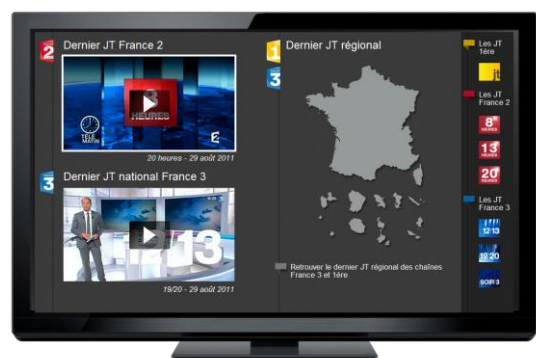 2
Dernier JT France 2
8
HEURES
TELE
MATIN
2
20 heures - 29 août 2011
3
Dernier JT national France 3
12/13
19/20 - 29 août 2011
1
3
Dernier JT régional
Retrouver le dernier JT régional des chaînes
France 3 et 1ère
Les JT
1ère
jt
Les JT
France 2
8
HEURES
13
HEURES
20
HEURES
Les JT
France 3
12/13
19 20
SOIR 3